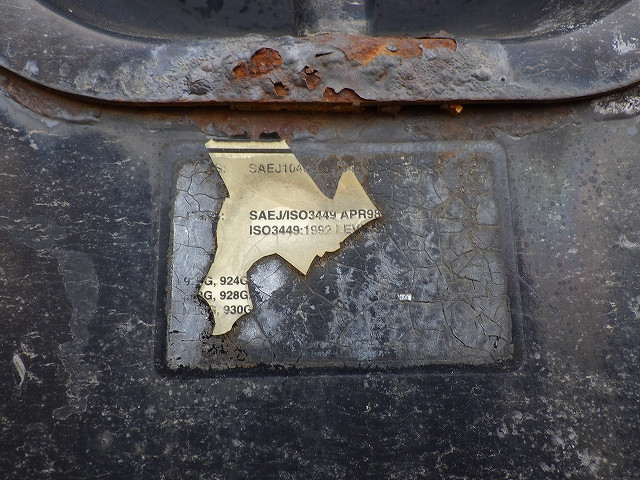 SAEJ104
SAEJ/ISO3449 APR98
ISO3449:1992 LEV
G, 924G
G, 928G
G, 930G